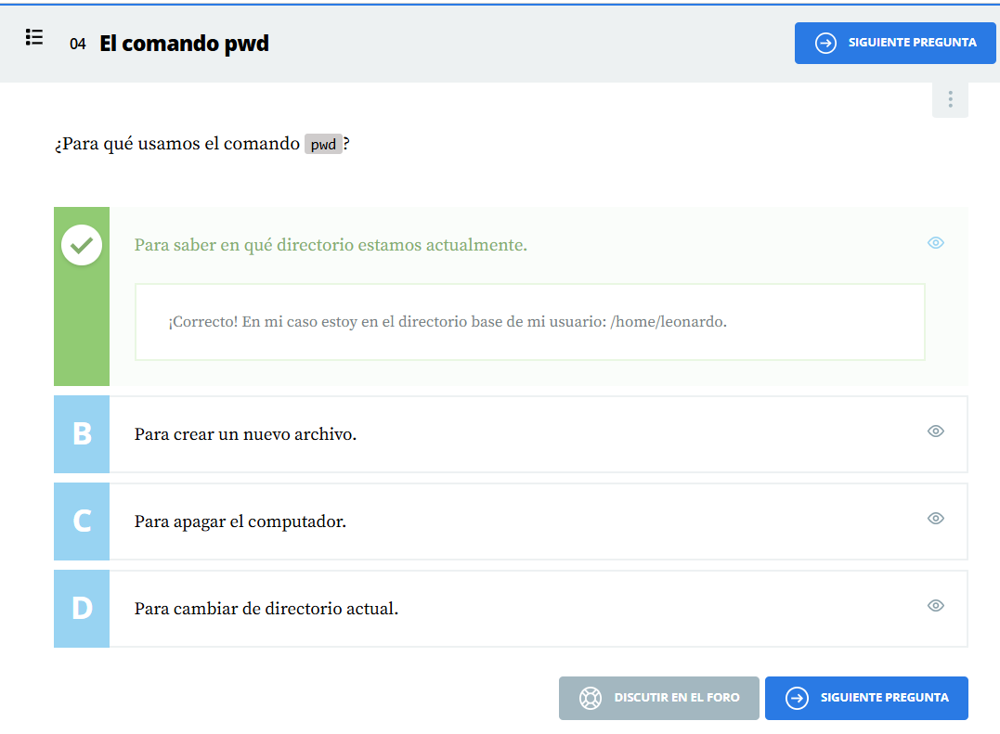 04 El comando pwd
SIGUIENTE PREGUNTA
¿Para qué usamos el comando pwd?
Para saber en qué directorio estamos actualmente.
¡Correcto! En mi caso estoy en el directorio base de mi usuario: /home/leonardo.
B Para crear un nuevo archivo.
C Para apagar el computador.
D Para cambiar de directorio actual.
DISCUTIR EN EL FORO
SIGUIENTE PREGUNTA